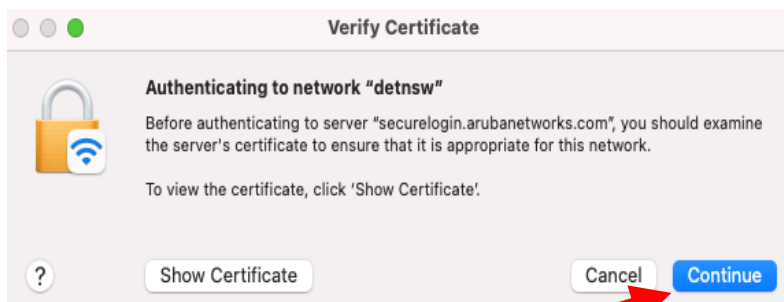 Verify Certificate
Authenticating to network “detnsw”
Before authenticating to server “securelogin.arubanetworks.com”, you should examine
the server's certificate to ensure that it is appropriate for this network.
To view the certificate, click ‘Show Certificate’.
?
Show Certificate
Cancel
Continue